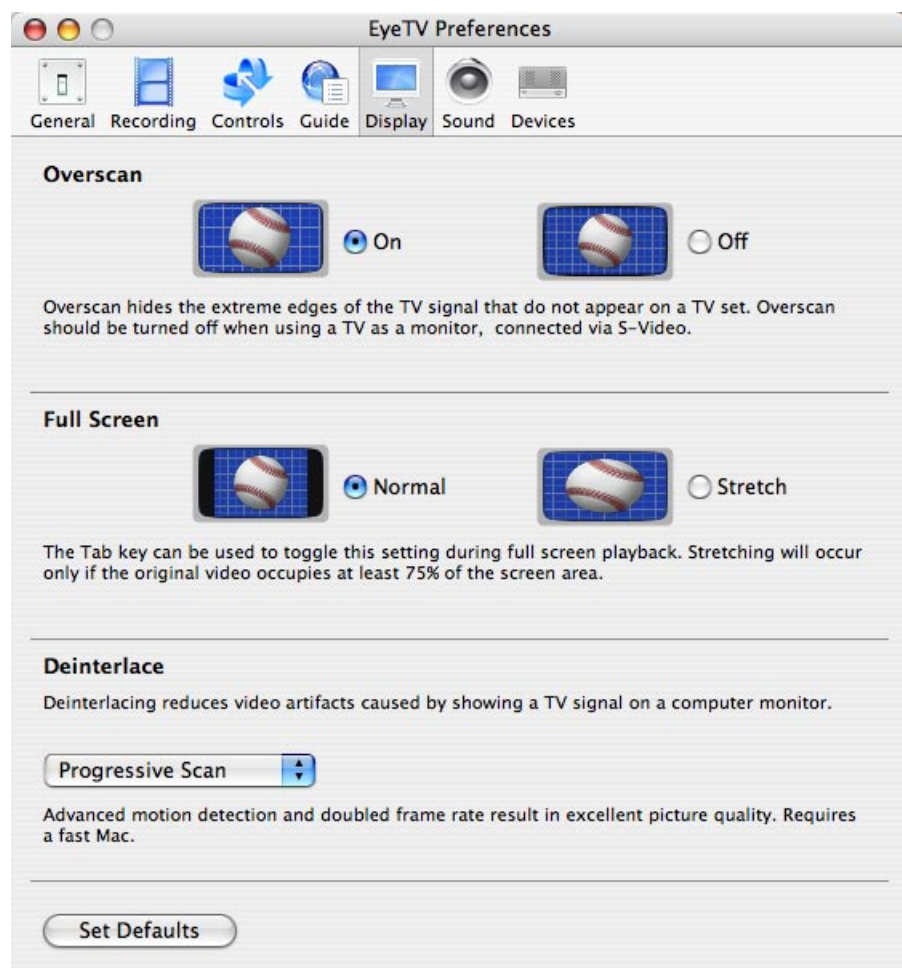 EyeTV Preferences
General Recording Controls Guide Display Sound Devices
Overscan
On
Off
Overscan hides the extreme edges of the TV signal that do not appear on a TV set. Overscan
should be turned off when using a TV as a monitor, connected via S-Video.
Full Screen
Normal
Stretch
The Tab key can be used to toggle this setting during full screen playback. Stretching will occur
only if the original video occupies at least 75% of the screen area.
Deinterlace
Deinterlacing reduces video artifacts caused by showing a TV signal on a computer monitor.
Progressive Scan
Advanced motion detection and doubled frame rate result in excellent picture quality. Requires
a fast Mac.
Set Defaults